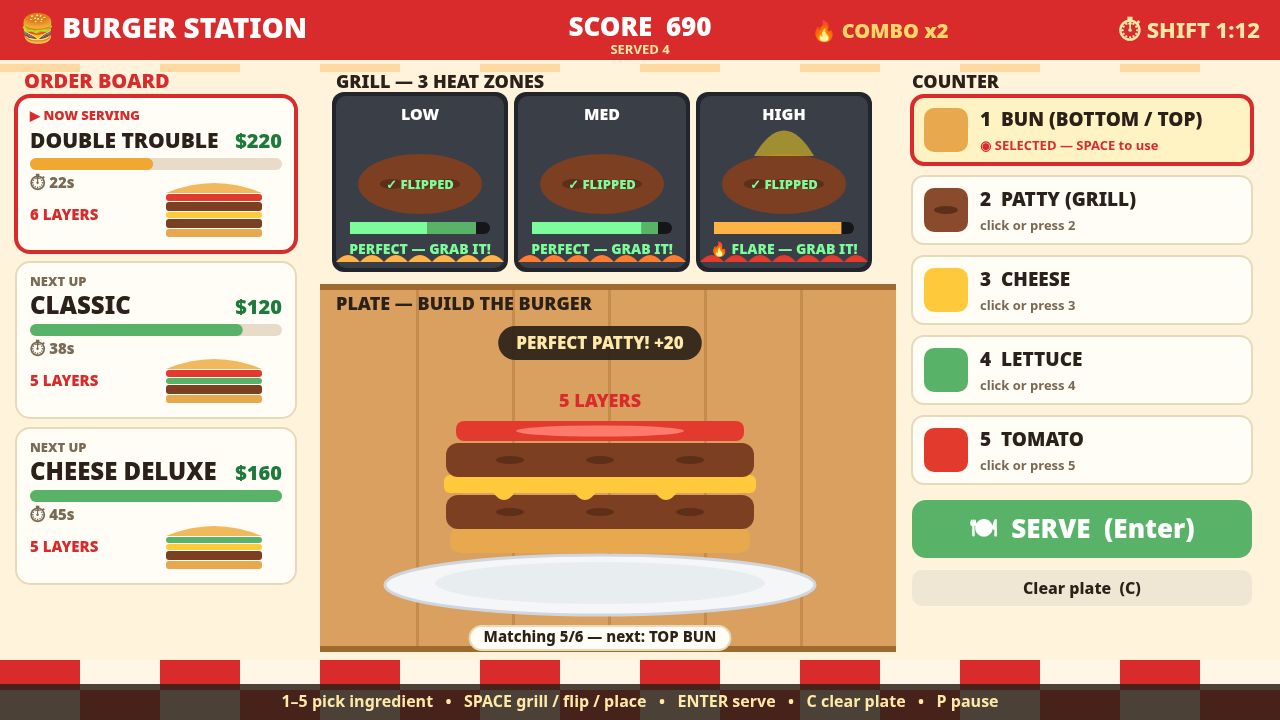 🍔 BURGER STATION
SCORE 690
SERVED 4
🔥 COMBO x2
⏱ SHIFT 1:12
ORDER BOARD
▶ NOW SERVING
DOUBLE TROUBLE $220
⏱ 22s
6 LAYERS
NEXT UP
CLASSIC $120
⏱ 38s
5 LAYERS
NEXT UP
CHEESE DELUXE $160
⏱ 45s
5 LAYERS
GRILL — 3 HEAT ZONES
LOW
✓ FLIPPED
PERFECT — GRAB IT!
MED
✓ FLIPPED
PERFECT — GRAB IT!
HIGH
✓ FLIPPED
🔥 FLARE — GRAB IT!
PLATE — BUILD THE BURGER
PERFECT PATTY! +20
5 LAYERS
Matching 5/6 — next: TOP BUN
COUNTER
1 BUN (BOTTOM / TOP)
◉ SELECTED — SPACE to use
2 PATTY (GRILL)
click or press 2
3 CHEESE
click or press 3
4 LETTUCE
click or press 4
5 TOMATO
click or press 5
🍽 SERVE (Enter)
Clear plate (C)
1–5 pick ingredient • SPACE grill / flip / place • ENTER serve • C clear plate • P pause